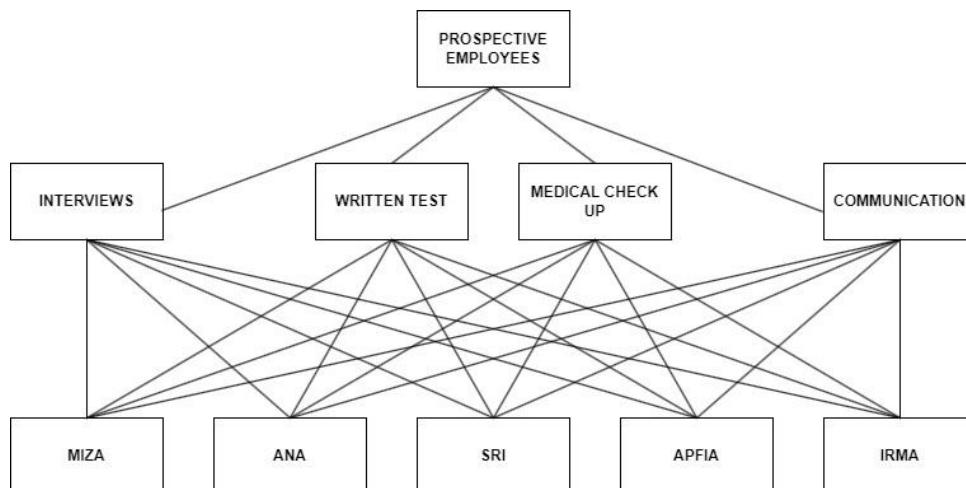 PROSPECTIVE
EMPLOYEES
INTERVIEWS
WRITTEN TEST
MEDICAL CHECK
UP
COMMUNICATION
MIZA
ANA
SRI
APFIA
IRMA